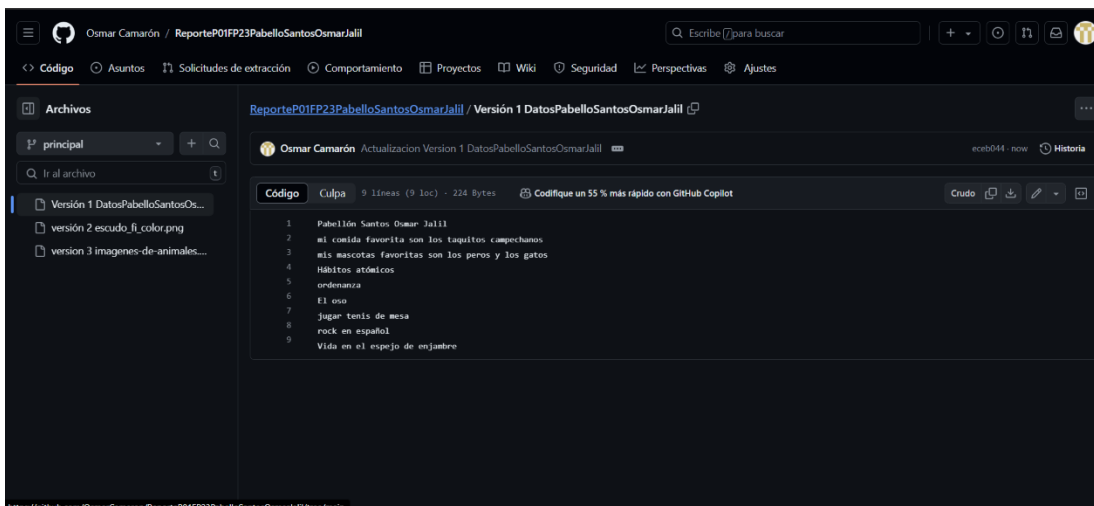 Osmar Camarón / ReporteP01FP23PabelloSantosOsmarJalil
Escribe / para buscar
Código Asuntos Solicitudes de extracción Comportamiento Proyectos Wiki Seguridad Perspectivas Ajustes
Archivos
principal
Ir al archivo t
Versión 1 DatosPabelloSantosOs...
versión 2 escudo_fi_color.png
version 3 imagenes-de-animales....
ReporteP01FP23PabelloSantosOsmarJalil / Versión 1 DatosPabelloSantosOsmarJalil
Osmar Camarón Actualizacion Version 1 DatosPabelloSantosOsmarJalil eceb044 · now Historia
Código Culpa 9 líneas (9 loc) · 224 Bytes Codifique un 55 % más rápido con GitHub Copilot Crudo
1 Pabellón Santos Osmar Jalil
2 mi comida favorita son los taquitos campechanos
3 mis mascotas favoritas son los peros y los gatos
4 Hábitos atómicos
5 ordenanza
6 El oso
7 jugar tenis de mesa
8 rock en español
9 Vida en el espejo de enjambre